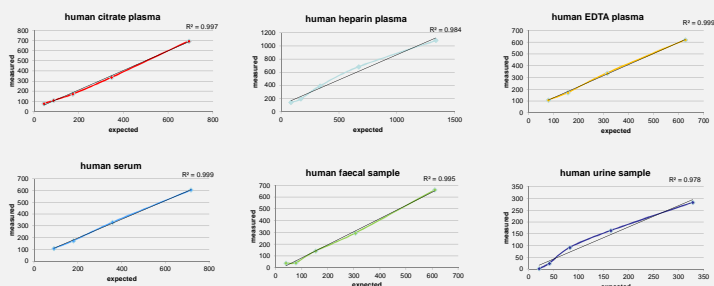 human citrate plasma
R² = 0.997
measured
800
700
600
500
400
300
200
100
0
0 200 400 600 800
expected
human heparin plasma
R² = 0.984
measured
1200
1000
800
600
400
200
0
0 500 1000 1500
expected
human EDTA plasma
R² = 0.999
measured
700
600
500
400
300
200
100
0
0 100 200 300 400 500 600 700
expected
human serum
R² = 0.999
measured
700
600
500
400
300
200
100
0
0 200 400 600 800
expected
human faecal sample
R² = 0.995
measured
700
600
500
400
300
200
100
0
0 100 200 300 400 500 600 700
expected
human urine sample
R² = 0.978
measured
350
300
250
200
150
100
50
0
0 50 100 150 200 250 300 350
expected